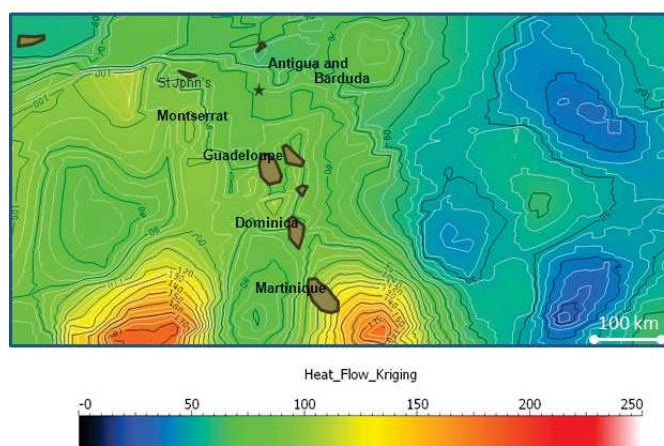 Antigua and
Barduda
St John's
Montserrat
Guadeloupe
Dominica
Martinique
100 km
Heat_Flow_Kriging
-0 50 100 150 200 250